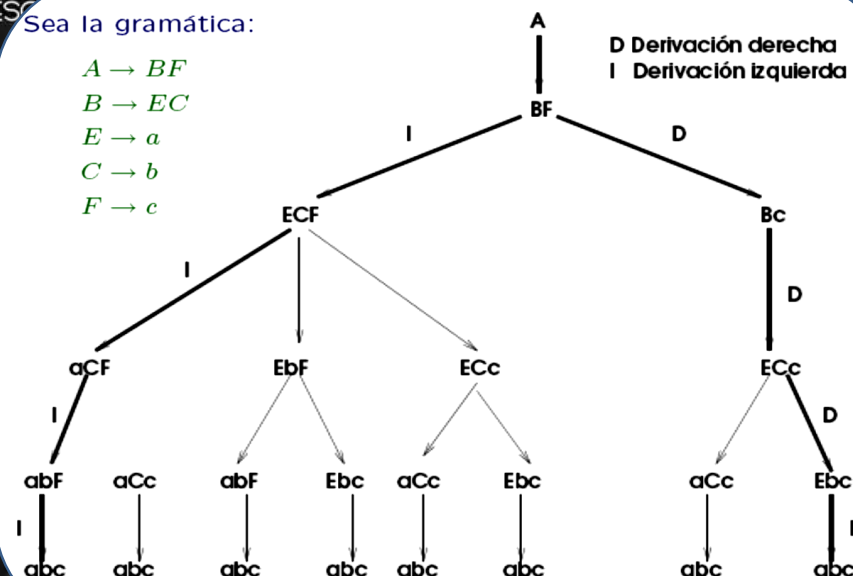 Sea la gramática:
A → BF
B → EC
E → a
C → b
F → c
D Derivación derecha
I Derivación izquierda
A
BF
I D
ECF Bc
I D
aCF EbF ECc ECc
I D
abF aCc abF Ebc aCc Ebc aCc Ebc
I
abc abc abc abc abc abc abc abc